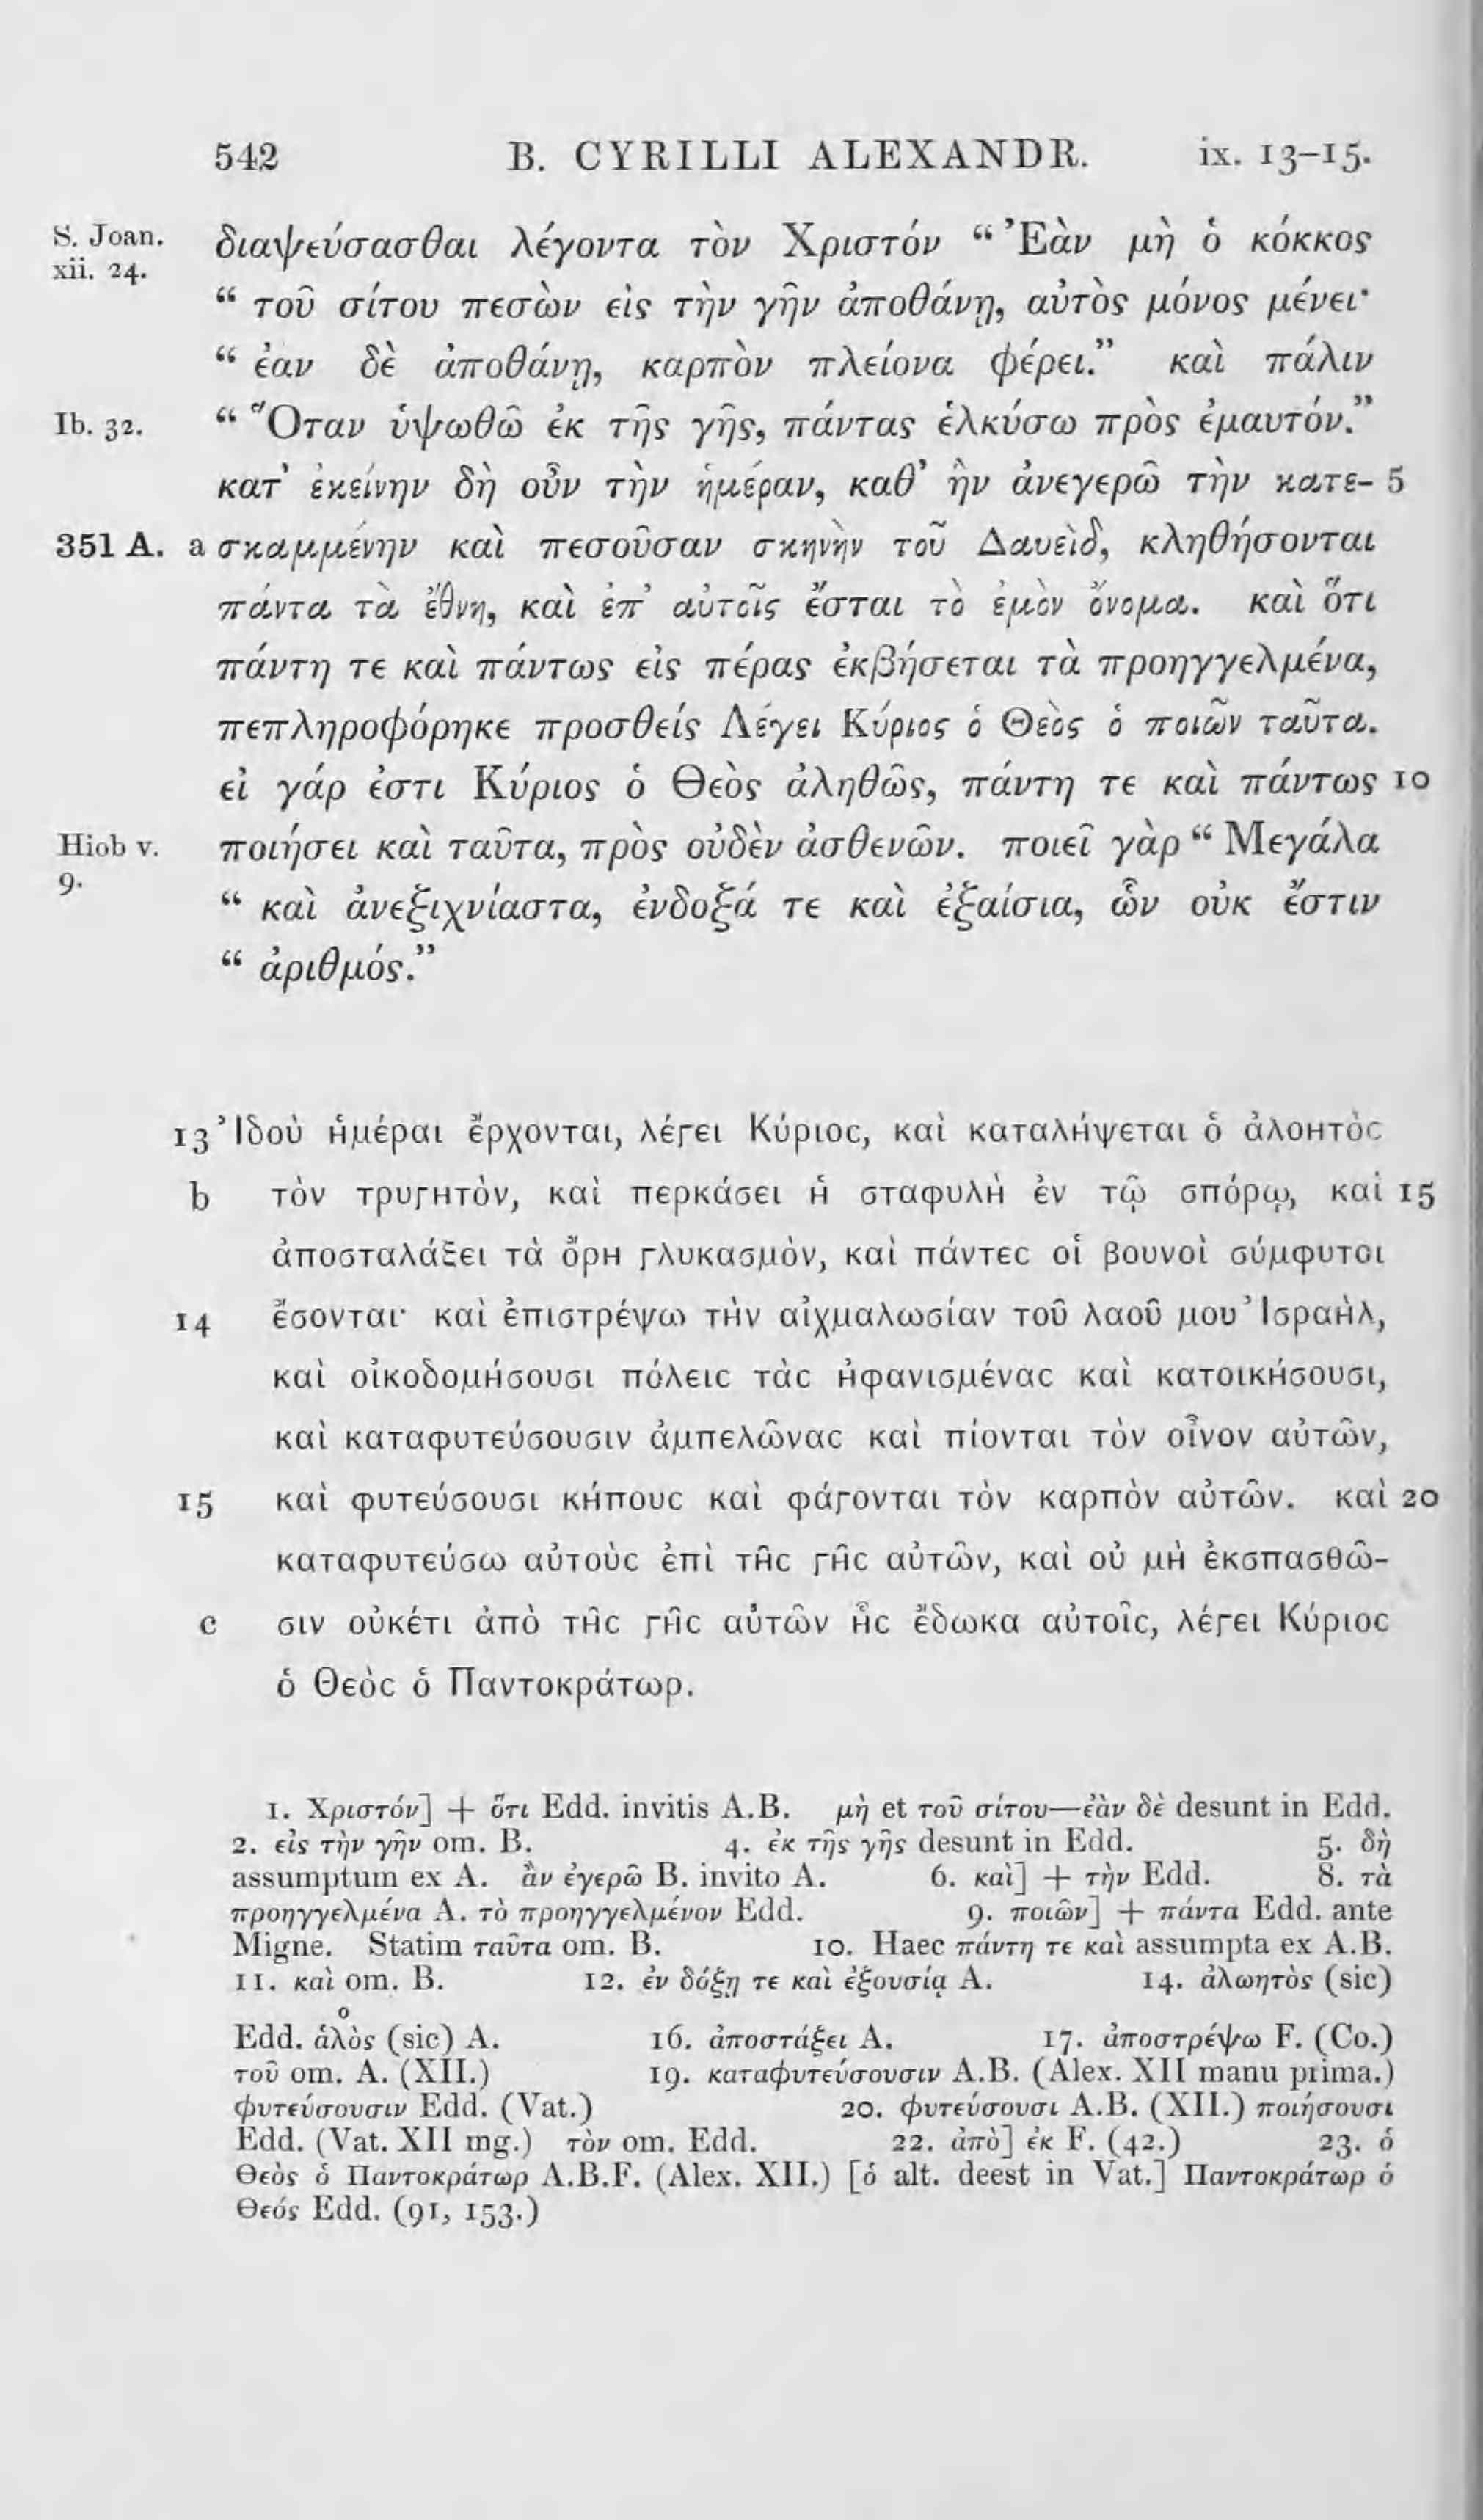 542 B. CYRILLI ALEXANDR. ix. 13–15.
S. Joan. διαψεύσασθαι λέγοντα τὸν Χριστόν “ Ἐὰν μὴ ὁ κόκκος
xii. 24. “ τοῦ σίτου πεσὼν εἰς τὴν γῆν ἀποθάνῃ, αὐτὸς μόνος μένει·
“ ἐαν δὲ ἀποθάνῃ, καρπὸν πλείονα φέρει.” καὶ πάλιν
Ib. 32. “ Ὅταν ὑψωθῶ ἐκ τῆς γῆς, πάντας ἑλκύσω πρὸς ἐμαυτόν.”
κατ’ ἐκείνην δὴ οὖν τὴν ἡμέραν, καθ’ ἣν ἀνεγερῶ τὴν κατε- 5
351 A. a σκαμμένην καὶ πεσοῦσαν σκηνὴν τοῦ Δαυεὶδ, κληθήσονται
πάντα τὰ ἔθνη, καὶ ἐπ’ αὐτοῖς ἔσται τὸ ἐμὸν ὄνομα. καὶ ὅτι
πάντη τε καὶ πάντως εἰς πέρας ἐκβήσεται τὰ προηγγελμένα,
πεπληροφόρηκε προσθείς Λέγει Κύριος ὁ Θεὸς ὁ ποιῶν ταῦτα.
εἰ γάρ ἐστι Κύριος ὁ Θεὸς ἀληθῶς, πάντη τε καὶ πάντως 10
Hiob v. ποιήσει καὶ ταῦτα, πρὸς οὐδὲν ἀσθενῶν. ποιεῖ γὰρ “ Μεγάλα
9. “ καὶ ἀνεξιχνίαστα, ἐνδοξά τε καὶ ἐξαίσια, ὧν οὐκ ἔστιν
“ ἀριθμός.”
13 Ἰδοὺ ἡμέραι ἔρχονται, λέγει Κύριος, καὶ καταλήψεται ὁ ἀλοητὸς
b τὸν τρυγητὸν, καὶ περκάσει ἡ σταφυλὴ ἐν τῷ σπόρῳ, καὶ 15
ἀποσταλάξει τὰ ὄρη γλυκασμὸν, καὶ πάντες οἱ βουνοὶ σύμφυτοι
14 ἔσονται· καὶ ἐπιστρέψω τὴν αἰχμαλωσίαν τοῦ λαοῦ μου Ἰσραὴλ,
καὶ οἰκοδομήσουσι πόλεις τὰς ἠφανισμένας καὶ κατοικήσουσι,
καὶ καταφυτεύσουσιν ἀμπελῶνας καὶ πίονται τὸν οἶνον αὐτῶν,
15 καὶ φυτεύσουσι κήπους καὶ φάγονται τὸν καρπὸν αὐτῶν. καὶ 20
καταφυτεύσω αὐτοὺς ἐπὶ τῆς γῆς αὐτῶν, καὶ οὐ μὴ ἐκσπασθῶ-
c σιν οὐκέτι ἀπὸ τῆς γῆς αὐτῶν ἧς ἔδωκα αὐτοῖς, λέγει Κύριος
ὁ Θεὸς ὁ Παντοκράτωρ.
1. Χριστόν] + ὅτι Edd. invitis A.B. μὴ et τοῦ σίτου—ἐὰν δὲ desunt in Edd.
2. εἰς τὴν γῆν om. B. 4. ἐκ τῆς γῆς desunt in Edd. 5. δὴ
assumptum ex A. ἂν ἐγερῶ B. invito A. 6. καὶ] + τὴν Edd. 8. τὰ
προηγγελμένα A. τὸ προηγγελμένον Edd. 9. ποιῶν] + πάντα Edd. ante
Migne. Statim ταῦτα om. B. 10. Haec πάντη τε καὶ assumpta ex A.B.
11. καὶ om. B. 12. ἐν δόξῃ τε καὶ ἐξουσίᾳ A. 14. ἀλωητὸς (sic)
Edd. ἁλὸςο (sic) A. 16. ἀποστάξει A. 17. ἀποστρέψω F. (Co.)
τοῦ om. A. (XII.) 19. καταφυτεύσουσιν A.B. (Alex. XII manu prima.)
φυτεύσουσιν Edd. (Vat.) 20. φυτεύσουσι A.B. (XII.) ποιήσουσι
Edd. (Vat. XII mg.) τὸν om. Edd. 22. ἀπὸ] ἐκ F. (42.) 23. ὁ
Θεὸς ὁ Παντοκράτωρ A.B.F. (Alex. XII.) [ὁ alt. deest in Vat.] Παντοκράτωρ ὁ
Θεός Edd. (91, 153.)